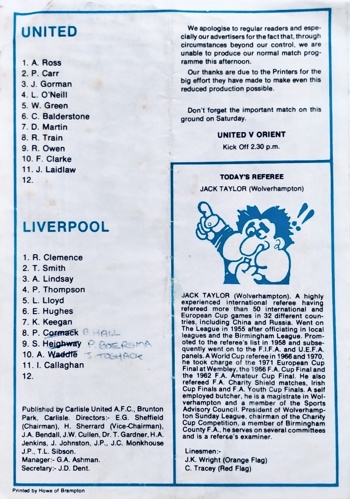 UNITED
1. A. Ross
2. P. Carr
3. J. Gorman
4. L. O'Neill
5. W. Green
6. C. Balderstone
7. D. Martin
8. R. Train
9. R. Owen
10. F. Clarke
11. J. Laidlaw
12.
LIVERPOOL
1. R. Clemence
2. T. Smith
3. A. Lindsay
4. P. Thompson
5. L. Lloyd
6. E. Hughes
7. K. Keegan
8. P. Cormack B HALL
9. S. Heighway P BOERSMA
10. A. Waddle J TOSHACK
11. I. Callaghan
12.
Published by Carlisle United A.F.C., Brunton
Park, Carlisle. Directors:- E.G. Sheffield
(Chairman), H. Sherrard (Vice-Chairman),
J.A. Bendall, J.W. Cullen, Dr. T. Gardner, H.A.
Jenkins, J. Johnston, J.P., J.C. Monkhouse
J.P., T.L. Sibson.
Manager:- G.A. Ashman.
Secretary:- J.D. Dent.
Printed by Howe of Brampton
We apologise to regular readers and espe-
cially our advertisers for the fact that, through
circumstances beyond our control, we are
unable to produce our normal match prog-
ramme this afternoon.
Our thanks are due to the Printers for the
big effort they have made to make even this
reduced production possible.
Don't forget the important match on this
ground on Saturday.
UNITED V ORIENT
Kick Off 2.30 p.m.
TODAY'S REFEREE
JACK TAYLOR (Wolverhampton)
JACK TAYLOR (Wolverhampton). A highly
experienced international referee having
refereed more than 50 international and
European Cup games in 32 different coun-
tries, including China and Russia. Went on
The League in 1955 after officiating in local
leagues and the Birmingham League. Prom-
oted to the referee's list in 1958 and subse-
quently went on to the F.I.F.A. and U.E.F.A.
panels. A World Cup referee in 1966 and 1970,
he took charge of the 1971 European Cup
Final at Wembley, the 1966 F.A. Cup Final and
the 1962 F.A. Amateur Cup Final. He also
refereed F.A. Charity Shield matches, Irish
Cup Finals and F.A. Youth Cup Finals. A self
employed butcher, he is a magistrate in Wol-
verhampton and a member of the Sports
Advisory Council. President of Wolverhamp-
ton Sunday League, chairman of the Charity
Cup Competition, a member of Birmingham
County F.A., he serves on several committees
and is a referee's examiner.
Linesmen:-
J.K. Wright (Orange Flag)
C. Tracey (Red Flag)